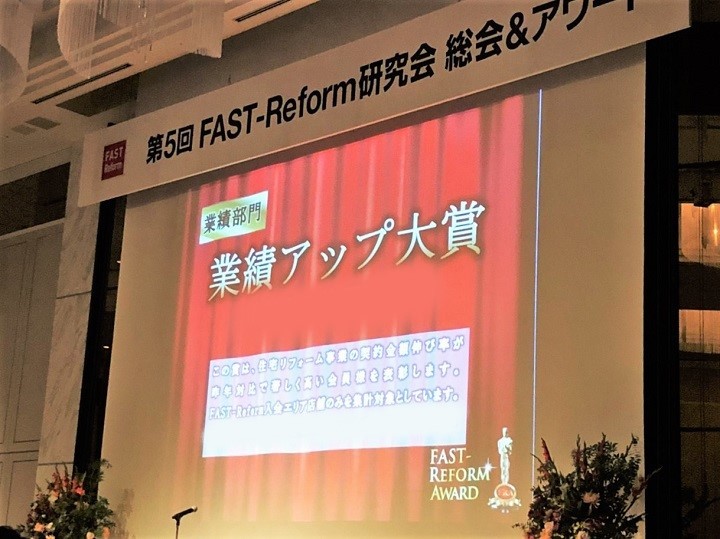 FAST
Reform
第5回 FAST-Reform研究会 総会&アワード
業績部門
業績アップ大賞
この賞は、住宅リフォーム事業の契約金額伸び率が
昨年対比で著しく高い会員様を表彰します。
FAST-Reform入会エリア店舗のみを集計対象としています。
FAST-
REFORM
AWARD